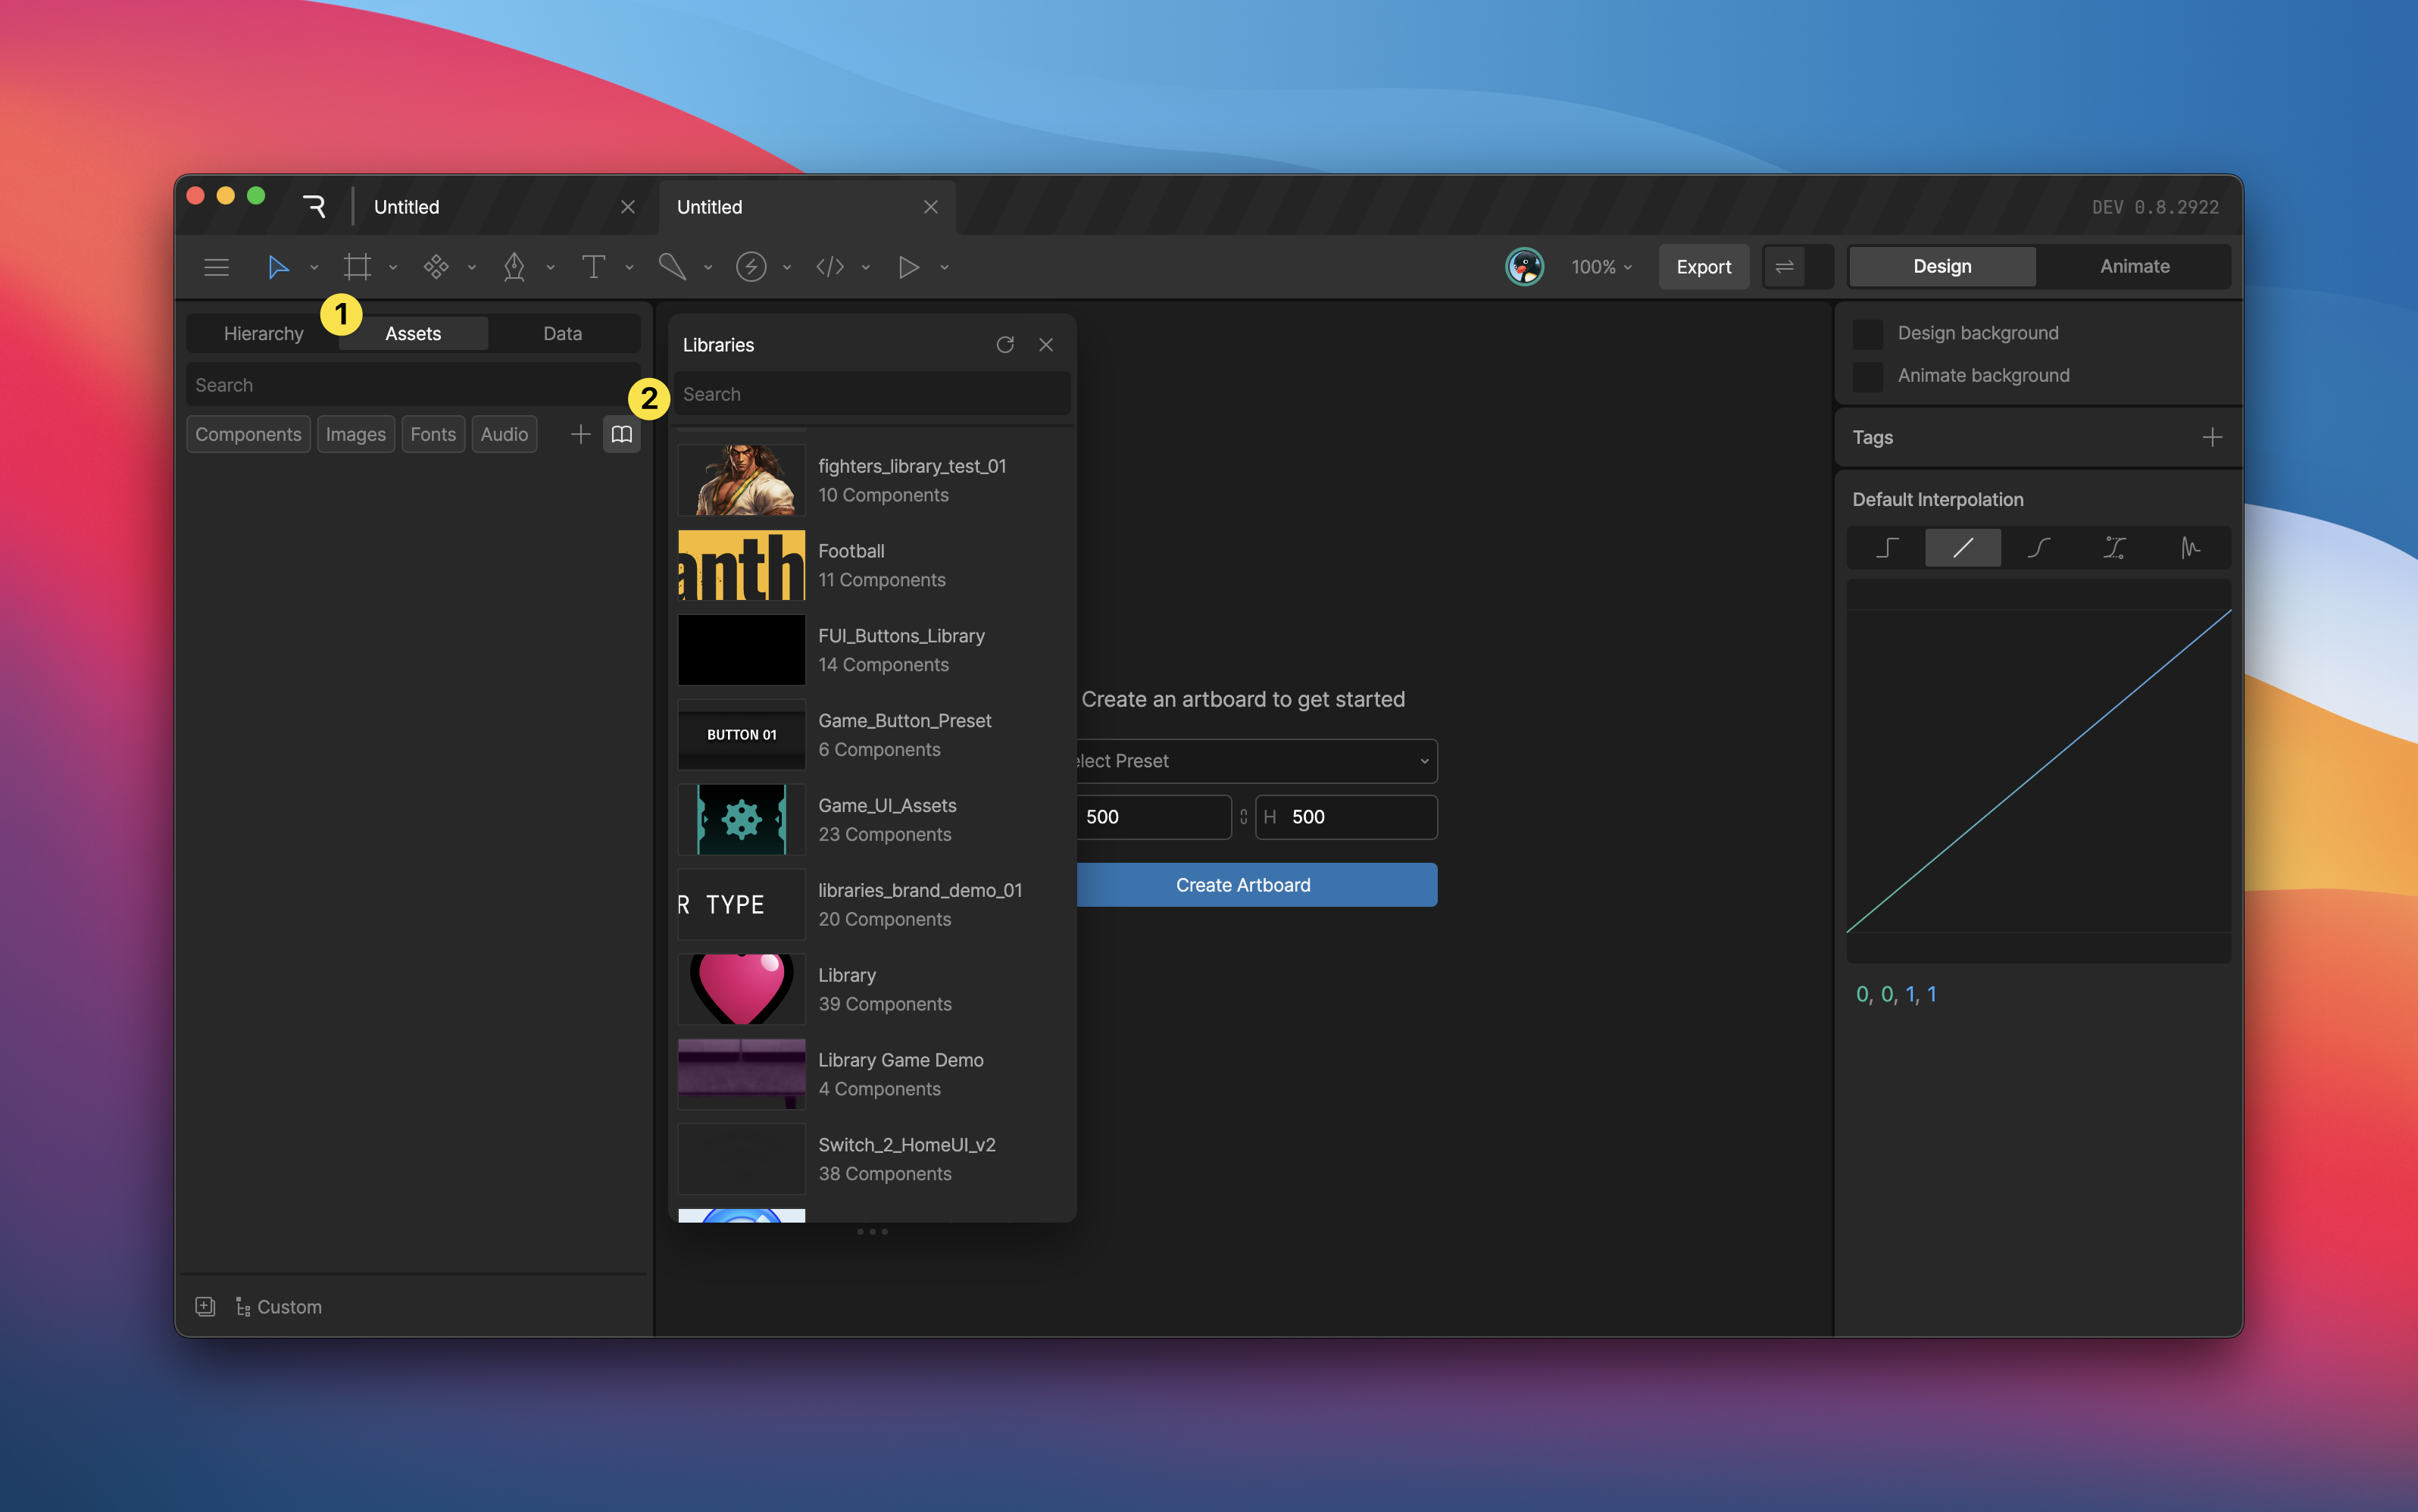 Untitled
Untitled
DEV 0.8.2922
100%
Export
Design
Animate
1
Hierarchy
Assets
Data
Search
2
Components
Images
Fonts
Audio
Custom
Libraries
Search
fighters_library_test_01
10 Components
anth
Football
11 Components
FUI_Buttons_Library
14 Components
BUTTON 01
Game_Button_Preset
6 Components
Game_UI_Assets
23 Components
R TYPE
libraries_brand_demo_01
20 Components
Library
39 Components
Library Game Demo
4 Components
Switch_2_HomeUI_v2
38 Components
Create an artboard to get started
elect Preset
500
H 500
Create Artboard
Design background
Animate background
Tags
Default Interpolation
0, 0, 1, 1